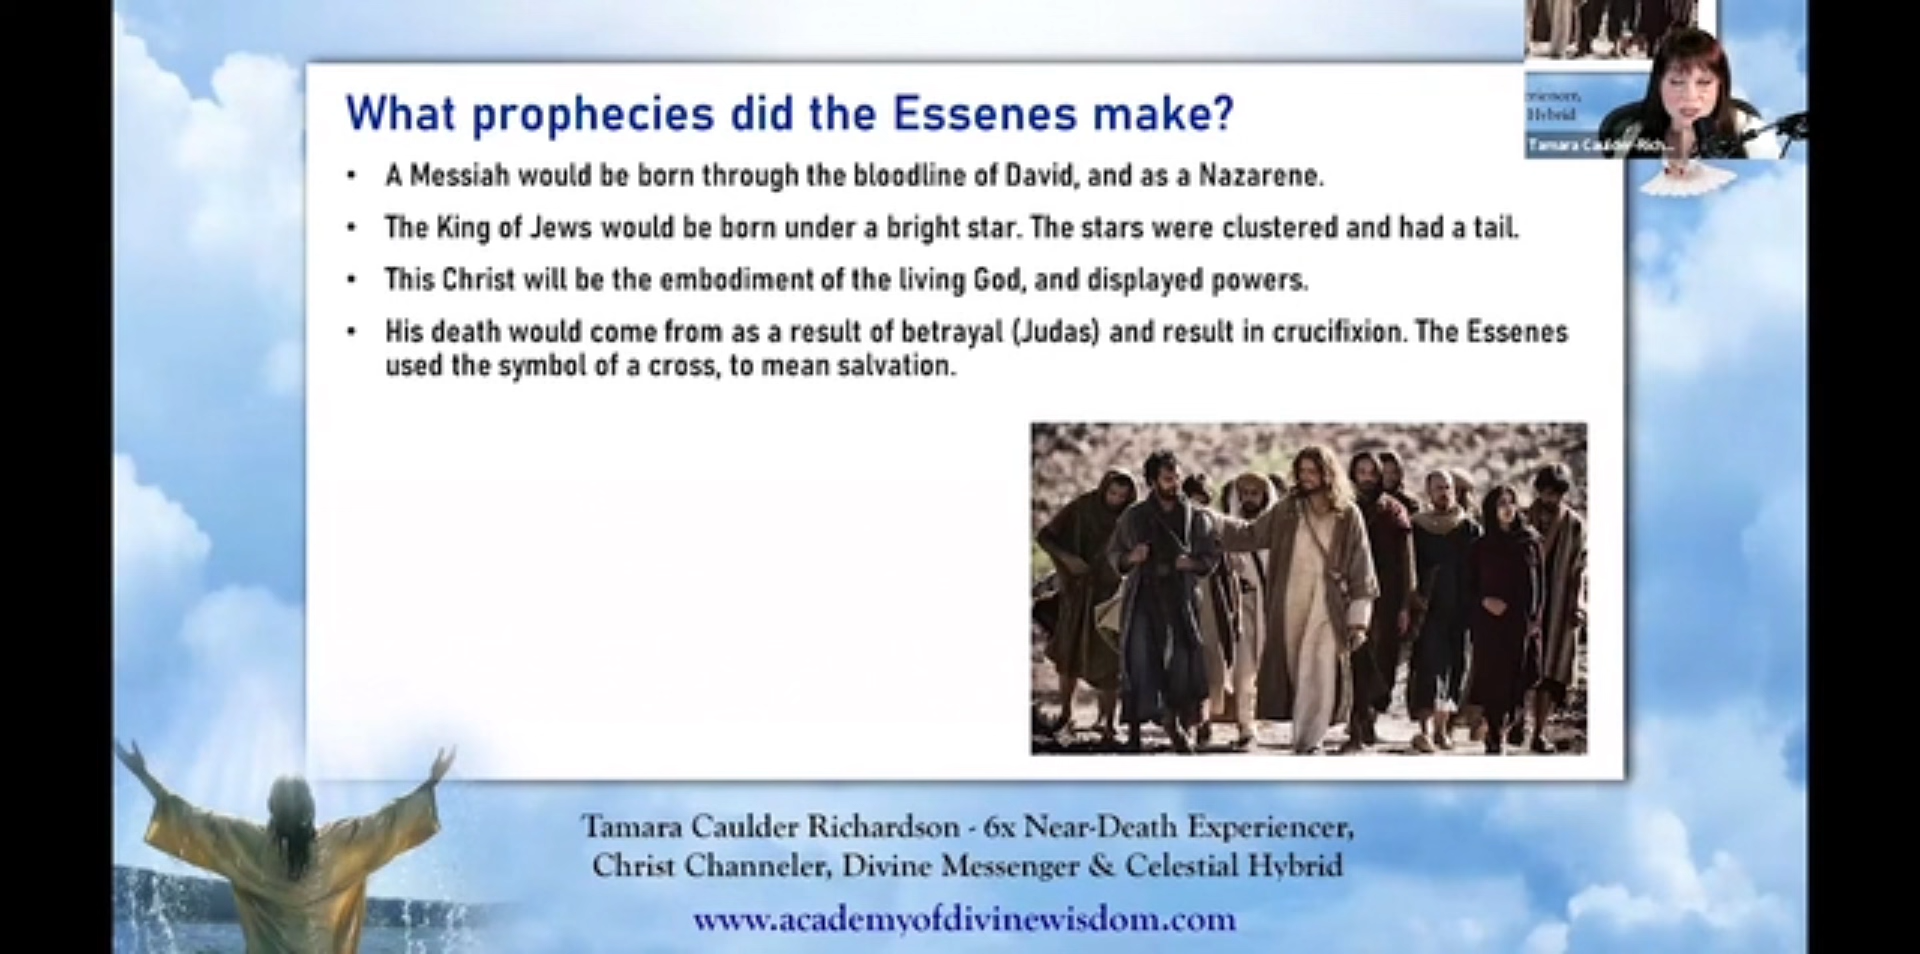 What prophecies did the Essenes make?
• A Messiah would be born through the bloodline of David, and as a Nazarene.
• The King of Jews would be born under a bright star. The stars were clustered and had a tail.
• This Christ will be the embodiment of the living God, and displayed powers.
• His death would come from as a result of betrayal (Judas) and result in crucifixion. The Essenes
used the symbol of a cross, to mean salvation.
Hybrid
Tamara Caulder-Rich...
Tamara Caulder Richardson - 6x Near-Death Experiencer,
Christ Channeler, Divine Messenger & Celestial Hybrid
www.academyofdivinewisdom.com